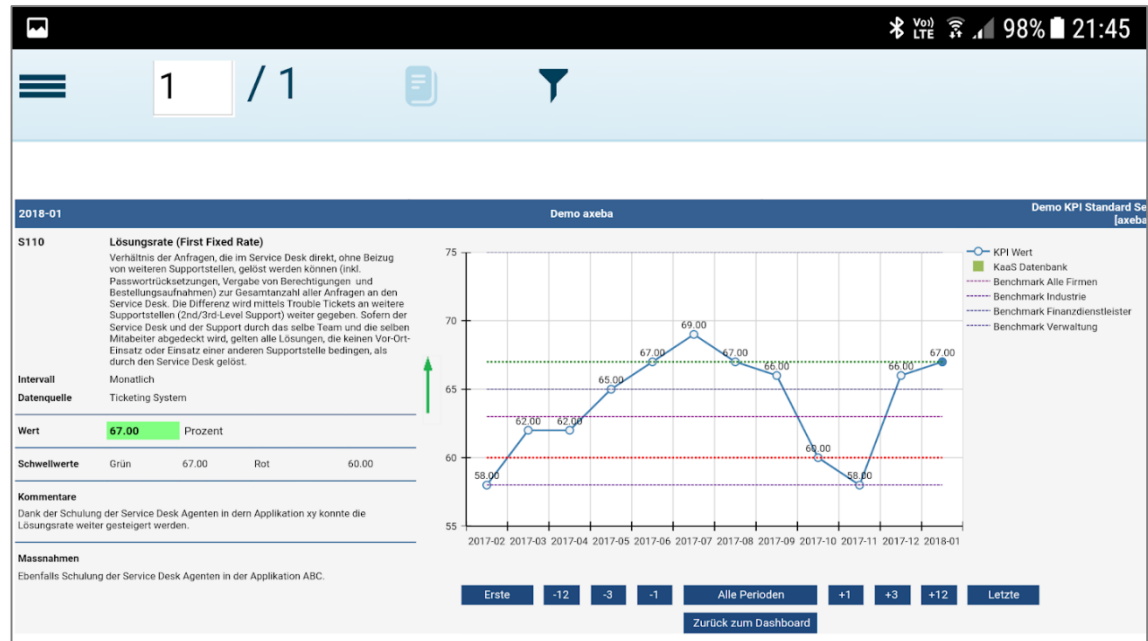 Vo) LTE 98% 21:45
1 / 1
2018-01 Demo axeba Demo KPI Standard Se
[axeba
S110 Lösungsrate (First Fixed Rate)
Verhältnis der Anfragen, die im Service Desk direkt, ohne Beizug
von weiteren Supportstellen, gelöst werden können (inkl.
Passwortrücksetzungen, Vergabe von Berechtigungen und
Bestellungsaufnahmen) zur Gesamtanzahl aller Anfragen an den
Service Desk. Die Differenz wird mittels Trouble Tickets an weitere
Supportstellen (2nd/3rd-Level Support) weiter gegeben. Sofern der
Service Desk und der Support durch das selbe Team und die selben
Mitabeiter abgedeckt wird, gelten alle Lösungen, die keinen Vor-Ort-
Einsatz oder Einsatz einer anderen Supportstelle bedingen, als
durch den Service Desk gelöst.
Intervall Monatlich
Datenquelle Ticketing System
Wert 67.00 Prozent
Schwellwerte Grün 67.00 Rot 60.00
Kommentare
Dank der Schulung der Service Desk Agenten in dern Applikation xy konnte die
Lösungsrate weiter gesteigert werden.
Massnahmen
Ebenfalls Schulung der Service Desk Agenten in der Applikation ABC.
75
70
65
60
55
58.00 62.00 62.00 65.00 67.00 69.00 67.00 66.00 60.00 58.00 66.00 67.00
2017-02 2017-03 2017-04 2017-05 2017-06 2017-07 2017-08 2017-09 2017-10 2017-11 2017-12 2018-01
KPI Wert
KaaS Datenbank
Benchmark Alle Firmen
Benchmark Industrie
Benchmark Finanzdienstleister
Benchmark Verwaltung
Erste -12 -3 -1 Alle Perioden +1 +3 +12 Letzte
Zurück zum Dashboard